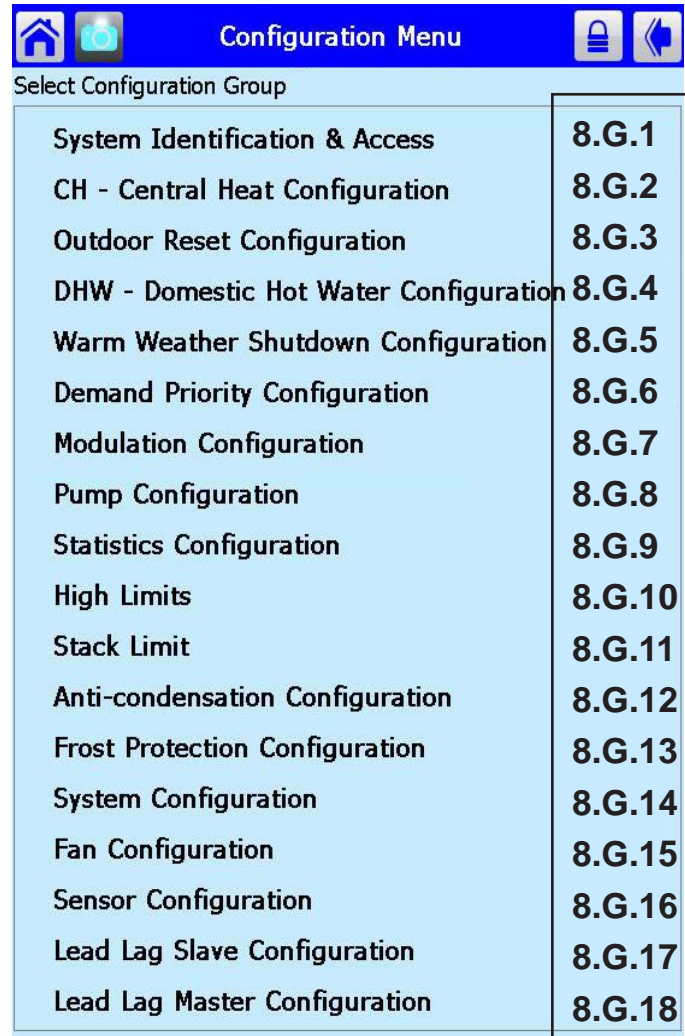 Configuration Menu
Select Configuration Group
System Identification & Access 8.G.1
CH - Central Heat Configuration 8.G.2
Outdoor Reset Configuration 8.G.3
DHW - Domestic Hot Water Configuration 8.G.4
Warm Weather Shutdown Configuration 8.G.5
Demand Priority Configuration 8.G.6
Modulation Configuration 8.G.7
Pump Configuration 8.G.8
Statistics Configuration 8.G.9
High Limits 8.G.10
Stack Limit 8.G.11
Anti-condensation Configuration 8.G.12
Frost Protection Configuration 8.G.13
System Configuration 8.G.14
Fan Configuration 8.G.15
Sensor Configuration 8.G.16
Lead Lag Slave Configuration 8.G.17
Lead Lag Master Configuration 8.G.18